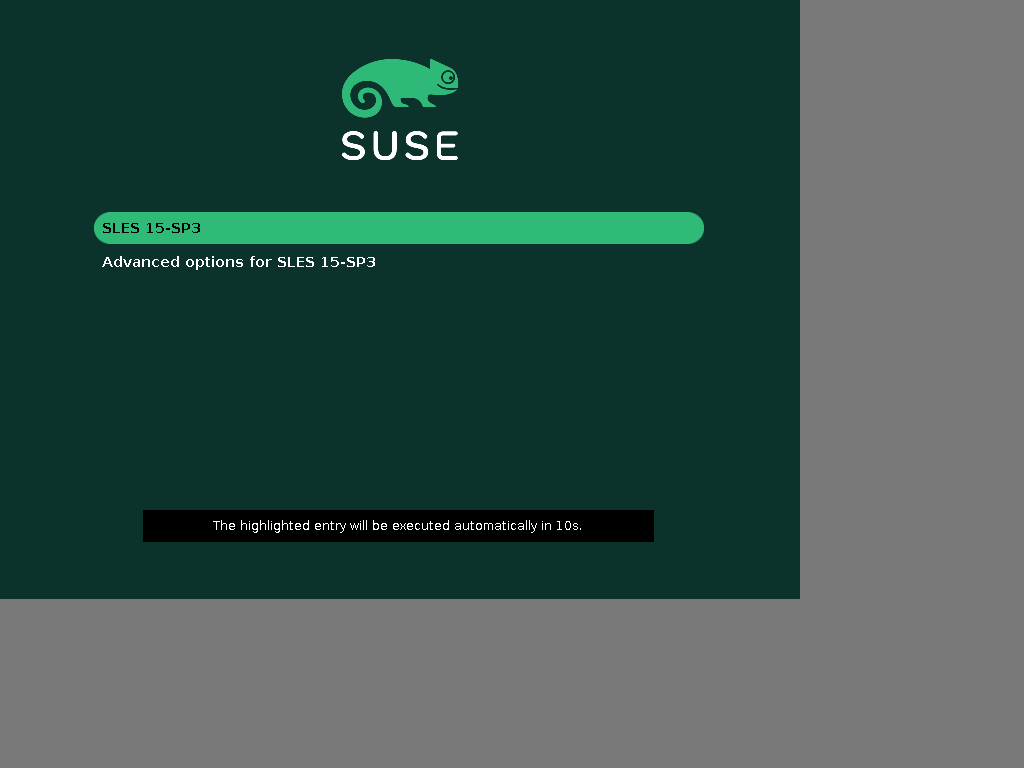 SUSE
SLES 15-SP3
Advanced options for SLES 15-SP3
The highlighted entry will be executed automatically in 10s.